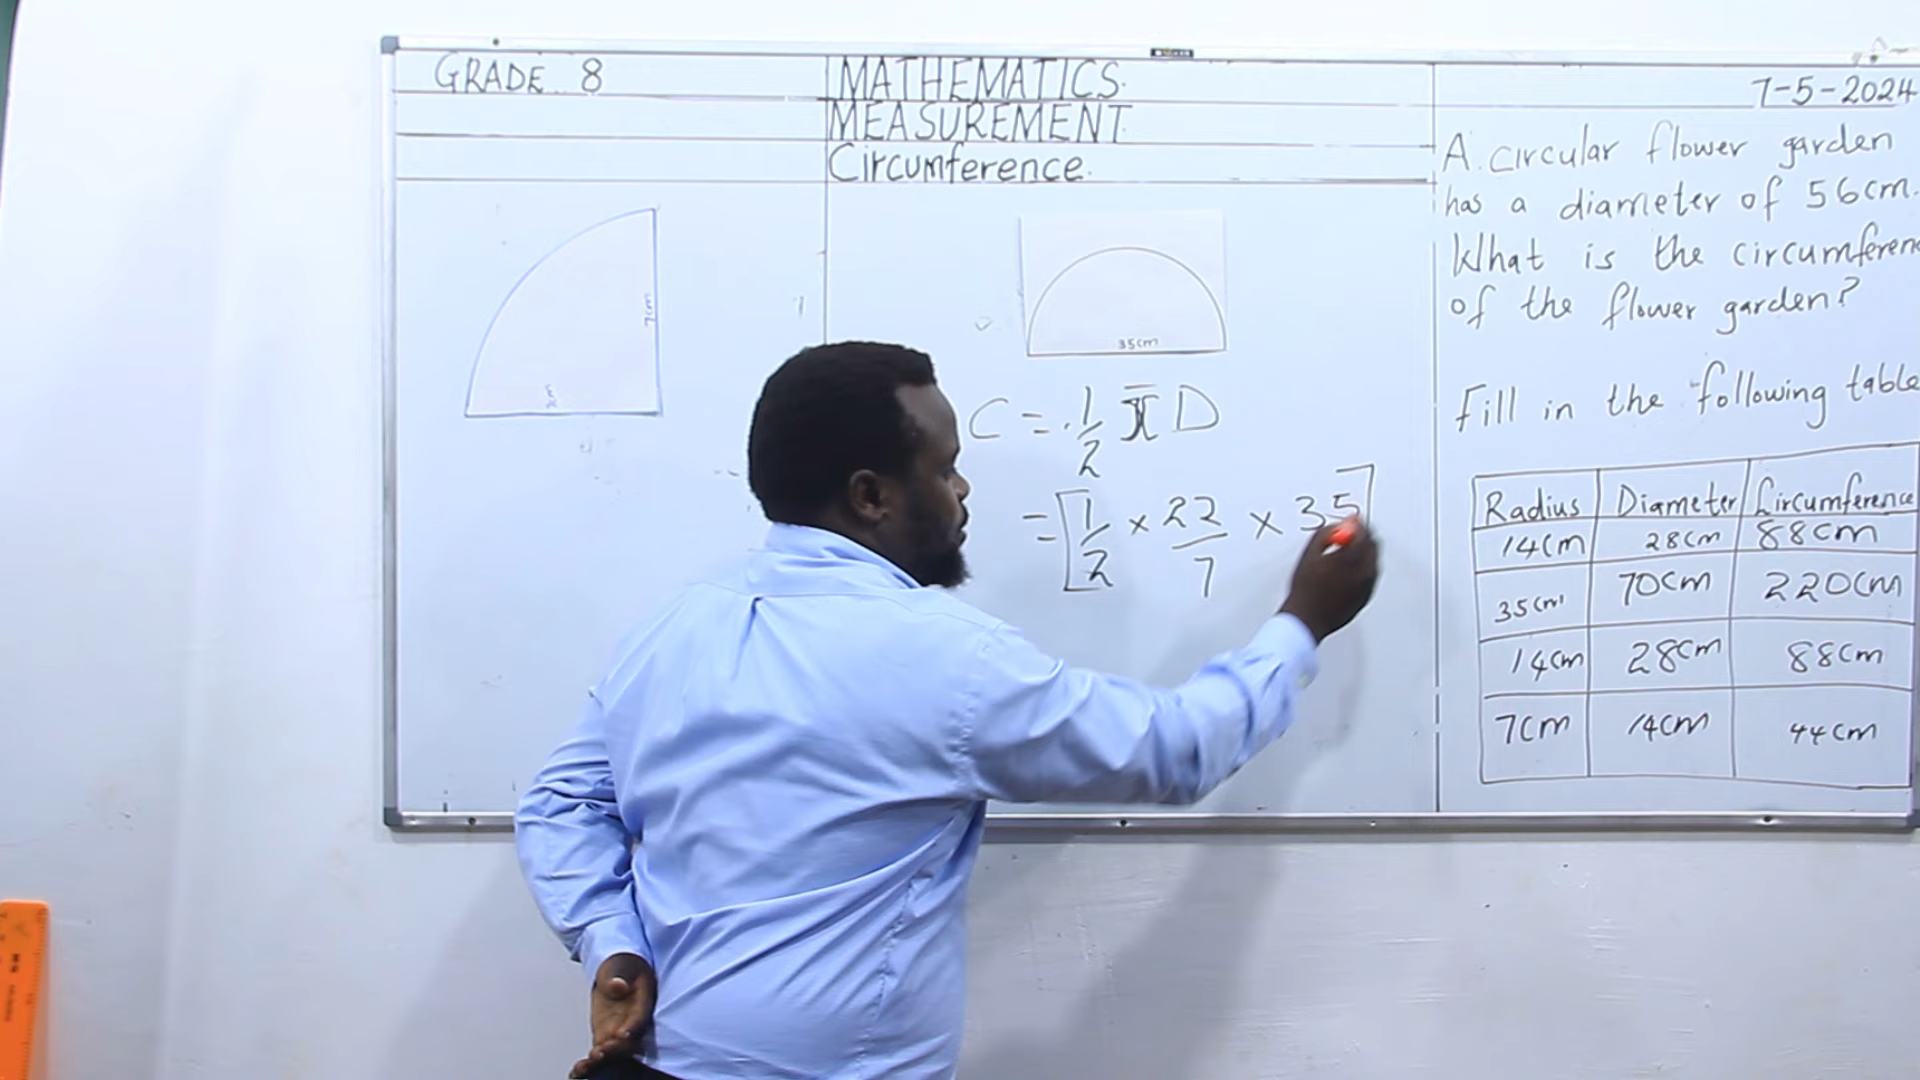 GRADE 8
MATHEMATICS
MEASUREMENT
Circumference.
7-5-2024
7cm
35cm
C = 1/2 π D
= [1/2 × 22/7 × 35]
A circular flower garden
has a diameter of 56cm.
What is the circumferenc
of the flower garden?
Fill in the following table
Radius Diameter Circumference
14cm 28cm 88cm
35cm 70cm 220cm
14cm 28cm 88cm
7cm 14cm 44cm